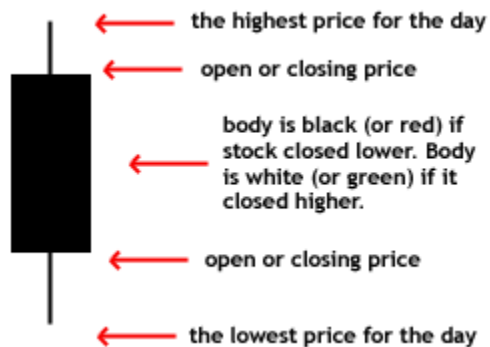 the highest price for the day
open or closing price
body is black (or red) if
stock closed lower. Body
is white (or green) if it
closed higher.
open or closing price
the lowest price for the day